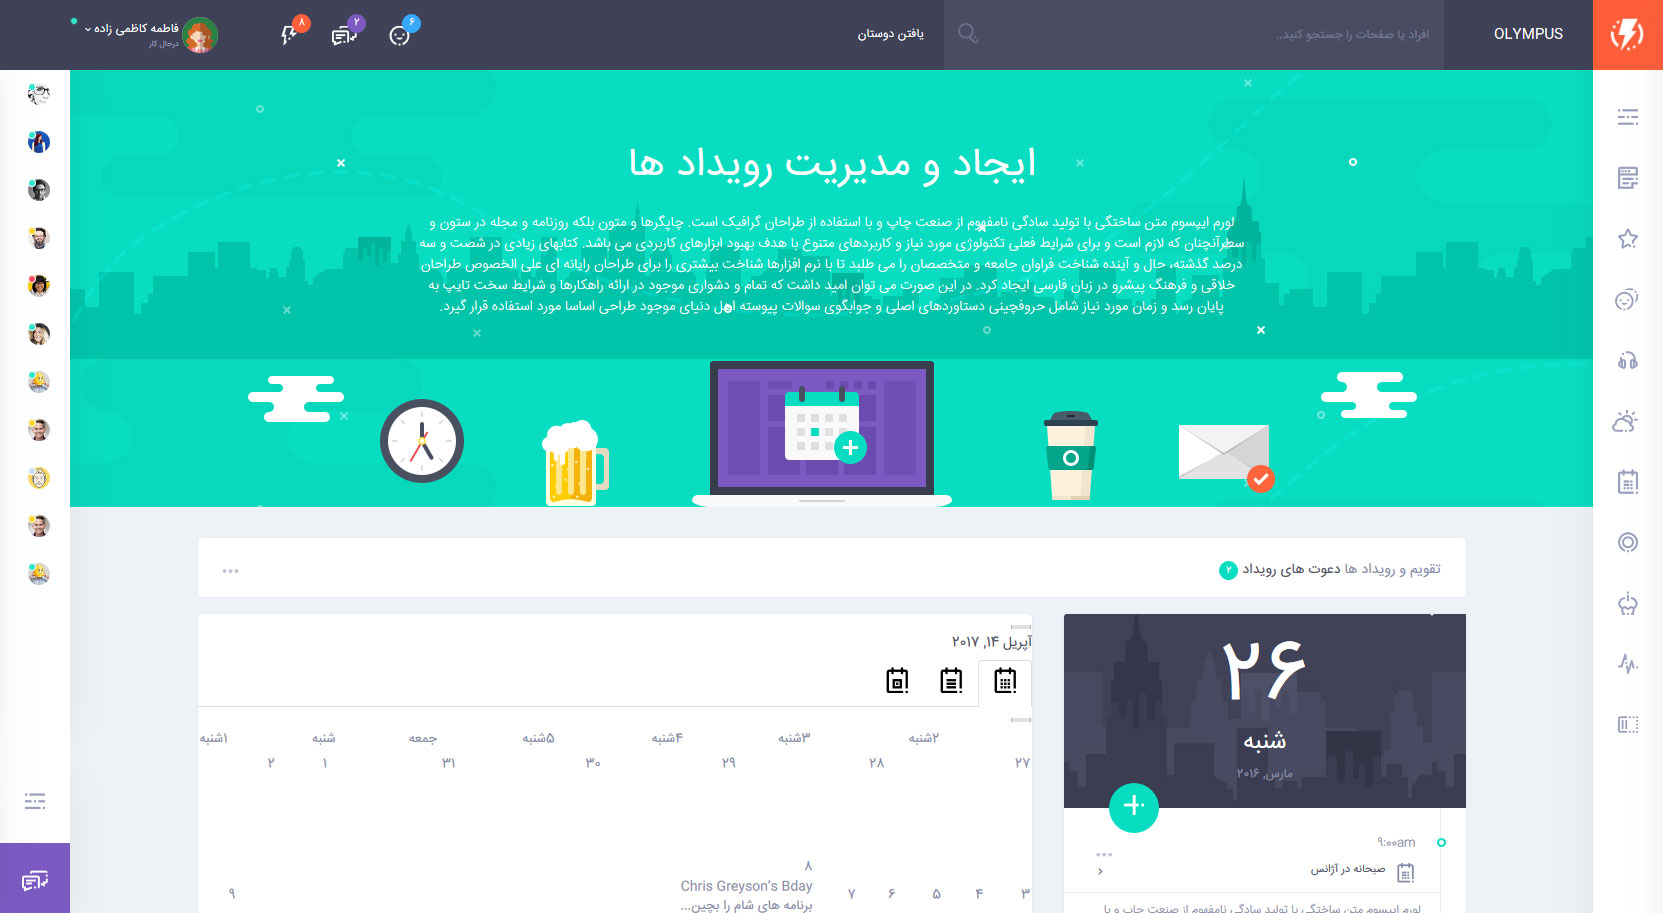 OLYMPUS
افراد یا صفحات را جستجو کنید..
یافتن دوستان
۶
۲
۸
فاطمه کاظمی زاده
درحال کار
ایجاد و مدیریت رویداد ها
لورم ایپسوم متن ساختگی با تولید سادگی نامفهوم از صنعت چاپ و با استفاده از طراحان گرافیک است. چاپگرها و متون بلکه روزنامه و مجله در ستون و
سطرآنچنان که لازم است و برای شرایط فعلی تکنولوژی مورد نیاز و کاربردهای متنوع با هدف بهبود ابزارهای کاربردی می باشد. کتابهای زیادی در شصت و سه
درصد گذشته، حال و آینده شناخت فراوان جامعه و متخصصان را می طلبد تا با نرم افزارها شناخت بیشتری را برای طراحان رایانه ای علی الخصوص طراحان
خلاقی و فرهنگ پیشرو در زبان فارسی ایجاد کرد. در این صورت می توان امید داشت که تمام و دشواری موجود در ارائه راهکارها و شرایط سخت تایپ به
پایان رسد و زمان مورد نیاز شامل حروفچینی دستاوردهای اصلی و جوابگوی سوالات پیوسته اهل دنیای موجود طراحی اساسا مورد استفاده قرار گیرد.
تقویم و رویداد ها دعوت های رویداد ۲
۲۶
شنبه
مارس, ۲۰۱۶
۹:۰۰am
صبحانه در آژانس
لورم ایپسوم متن ساختگی با تولید سادگی نامفهوم از صنعت چاپ و با
آپریل ۱۴, ۲۰۱۷
۲شنبه ۳شنبه ۴شنبه ۵شنبه جمعه شنبه ۱شنبه
۲۷ ۲۸ ۲۹ ۳۰ ۳۱ ۱ ۲
۳ ۴ ۵ ۶ ۷
۸
Chris Greyson's Bday
برنامه های شام را بچین...
۹